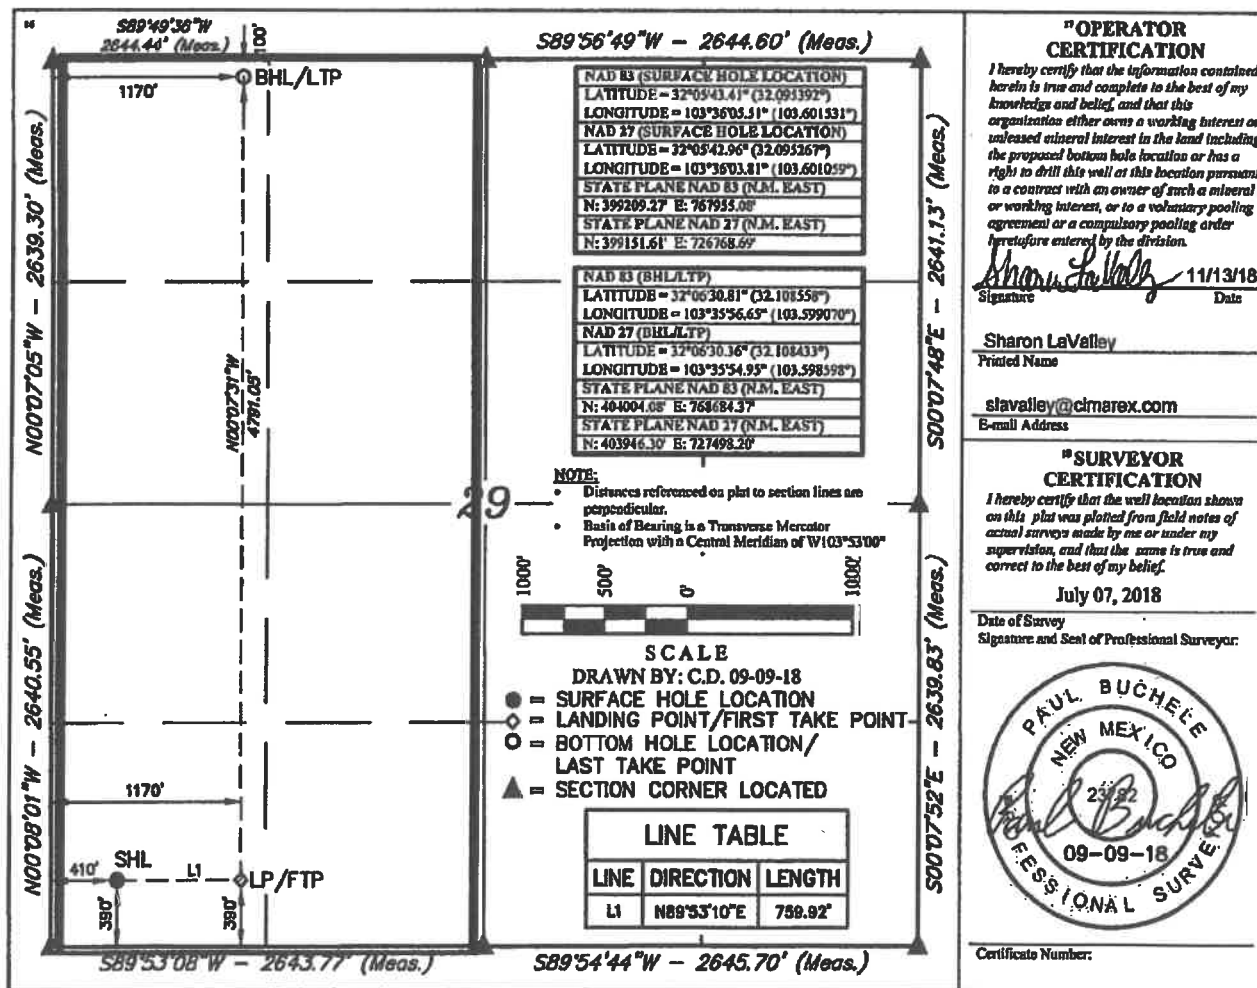 16
S89°49'36"W
2644.44' (Meas.)
100'
S89°56'49"W - 2644.60' (Meas.)
BHL/LTP
1170'
N00°07'05"W - 2639.30' (Meas.)
N00°07'31"W
4791.05'
NAD 83 (SURFACE HOLE LOCATION)
LATITUDE = 32°05'43.41" (32.095392°)
LONGITUDE = 103°36'05.51" (103.601531°)
NAD 27 (SURFACE HOLE LOCATION)
LATITUDE = 32°05'42.96" (32.095267°)
LONGITUDE = 103°36'03.81" (103.601059°)
STATE PLANE NAD 83 (N.M. EAST)
N: 399209.27' E: 767955.08'
STATE PLANE NAD 27 (N.M. EAST)
N: 399151.61' E: 726768.69'
NAD 83 (BHL/LTP)
LATITUDE = 32°06'30.81" (32.108558°)
LONGITUDE = 103°35'56.65" (103.599070°)
NAD 27 (BHL/LTP)
LATITUDE = 32°06'30.36" (32.108433°)
LONGITUDE = 103°35'54.95" (103.598598°)
STATE PLANE NAD 83 (N.M. EAST)
N: 404004.08' E: 768684.37'
STATE PLANE NAD 27 (N.M. EAST)
N: 403946.30' E: 727498.20'
S00°07'48"E - 2641.13' (Meas.)
29
NOTE:
• Distances referenced on plat to section lines are
perpendicular.
• Basis of Bearing is a Transverse Mercator
Projection with a Central Meridian of W103°53'00"
1000'
500'
0'
1000'
SCALE
DRAWN BY: C.D. 09-09-18
= SURFACE HOLE LOCATION
= LANDING POINT/FIRST TAKE POINT
= BOTTOM HOLE LOCATION/
LAST TAKE POINT
= SECTION CORNER LOCATED
N00°08'01"W - 2640.55' (Meas.)
1170'
410'
SHL
L1
LP/FTP
390'
390'
S89°53'08"W - 2643.77' (Meas.)
LINE TABLE
LINE DIRECTION LENGTH
L1 N89°53'10"E 759.92'
S89°54'44"W - 2645.70' (Meas.)
S00°07'52"E - 2639.83' (Meas.)
17 OPERATOR
CERTIFICATION
I hereby certify that the information contained
herein is true and complete to the best of my
knowledge and belief, and that this
organization either owns a working interest or
unleased mineral interest in the land including
the proposed bottom hole location or has a
right to drill this well at this location pursuant
to a contract with an owner of such a mineral
or working interest, or to a voluntary pooling
agreement or a compulsory pooling order
heretofore entered by the division.
Sharon LaValley 11/13/18
Signature Date
Sharon LaValley
Printed Name
slavalley@cimarex.com
E-mail Address
18 SURVEYOR
CERTIFICATION
I hereby certify that the well location shown
on this plat was plotted from field notes of
actual surveys made by me or under my
supervision, and that the same is true and
correct to the best of my belief.
July 07, 2018
Date of Survey
Signature and Seal of Professional Surveyor:
PAUL BUCHELE
NEW MEXICO
Paul Buchele
09-09-18
PROFESSIONAL SURVEYOR
Certificate Number: